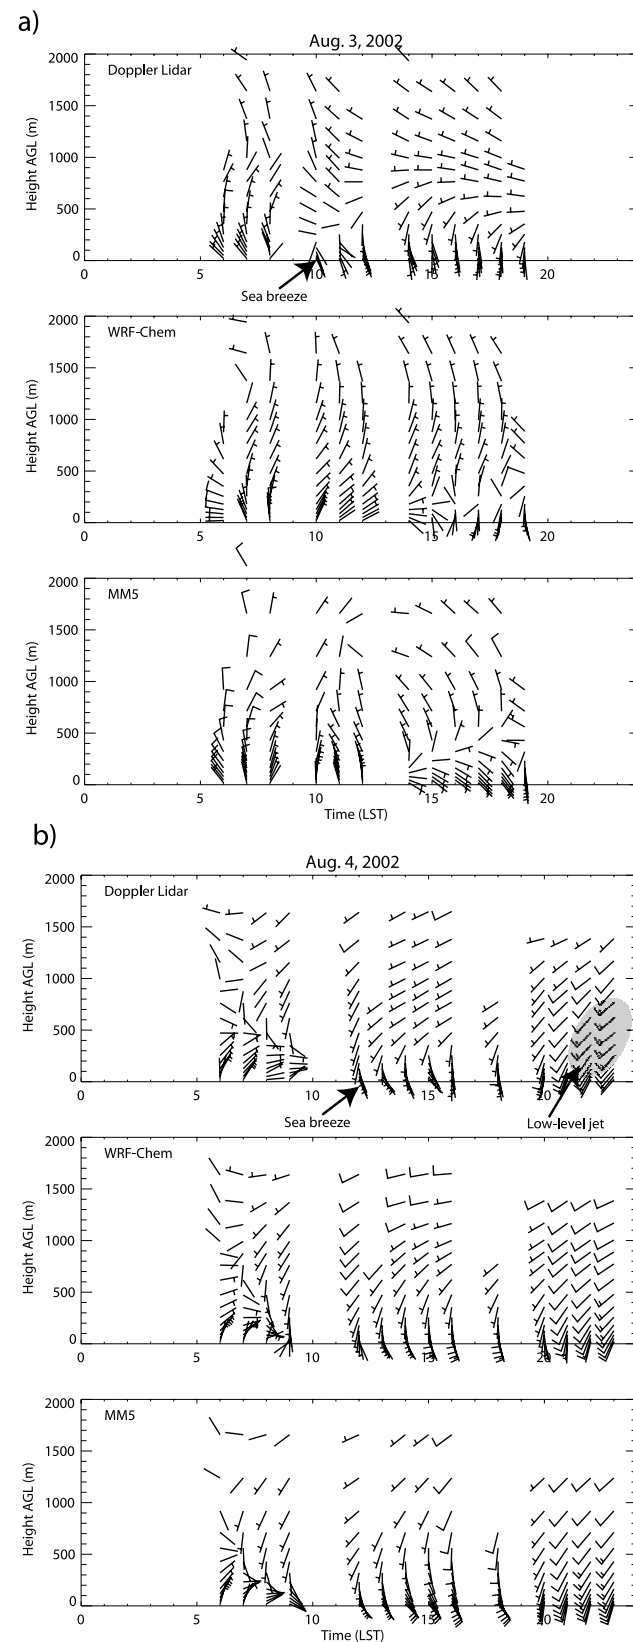 a)
Aug. 3, 2002
Doppler Lidar
Height AGL (m)
2000
1500
1000
500
0
0 5 10 15 20
Sea breeze
WRF-Chem
Height AGL (m)
2000
1500
1000
500
0
0 5 10 15 20
MM5
Height AGL (m)
2000
1500
1000
500
0
0 5 10 15 20
Time (LST)
b)
Aug. 4, 2002
Doppler Lidar
Height AGL (m)
2000
1500
1000
500
0
0 5 10 15 20
Sea breeze
Low-level jet
WRF-Chem
Height AGL (m)
2000
1500
1000
500
0
0 5 10 15 20
MM5
Height AGL (m)
2000
1500
1000
500
0
0 5 10 15 20
Time (LST)